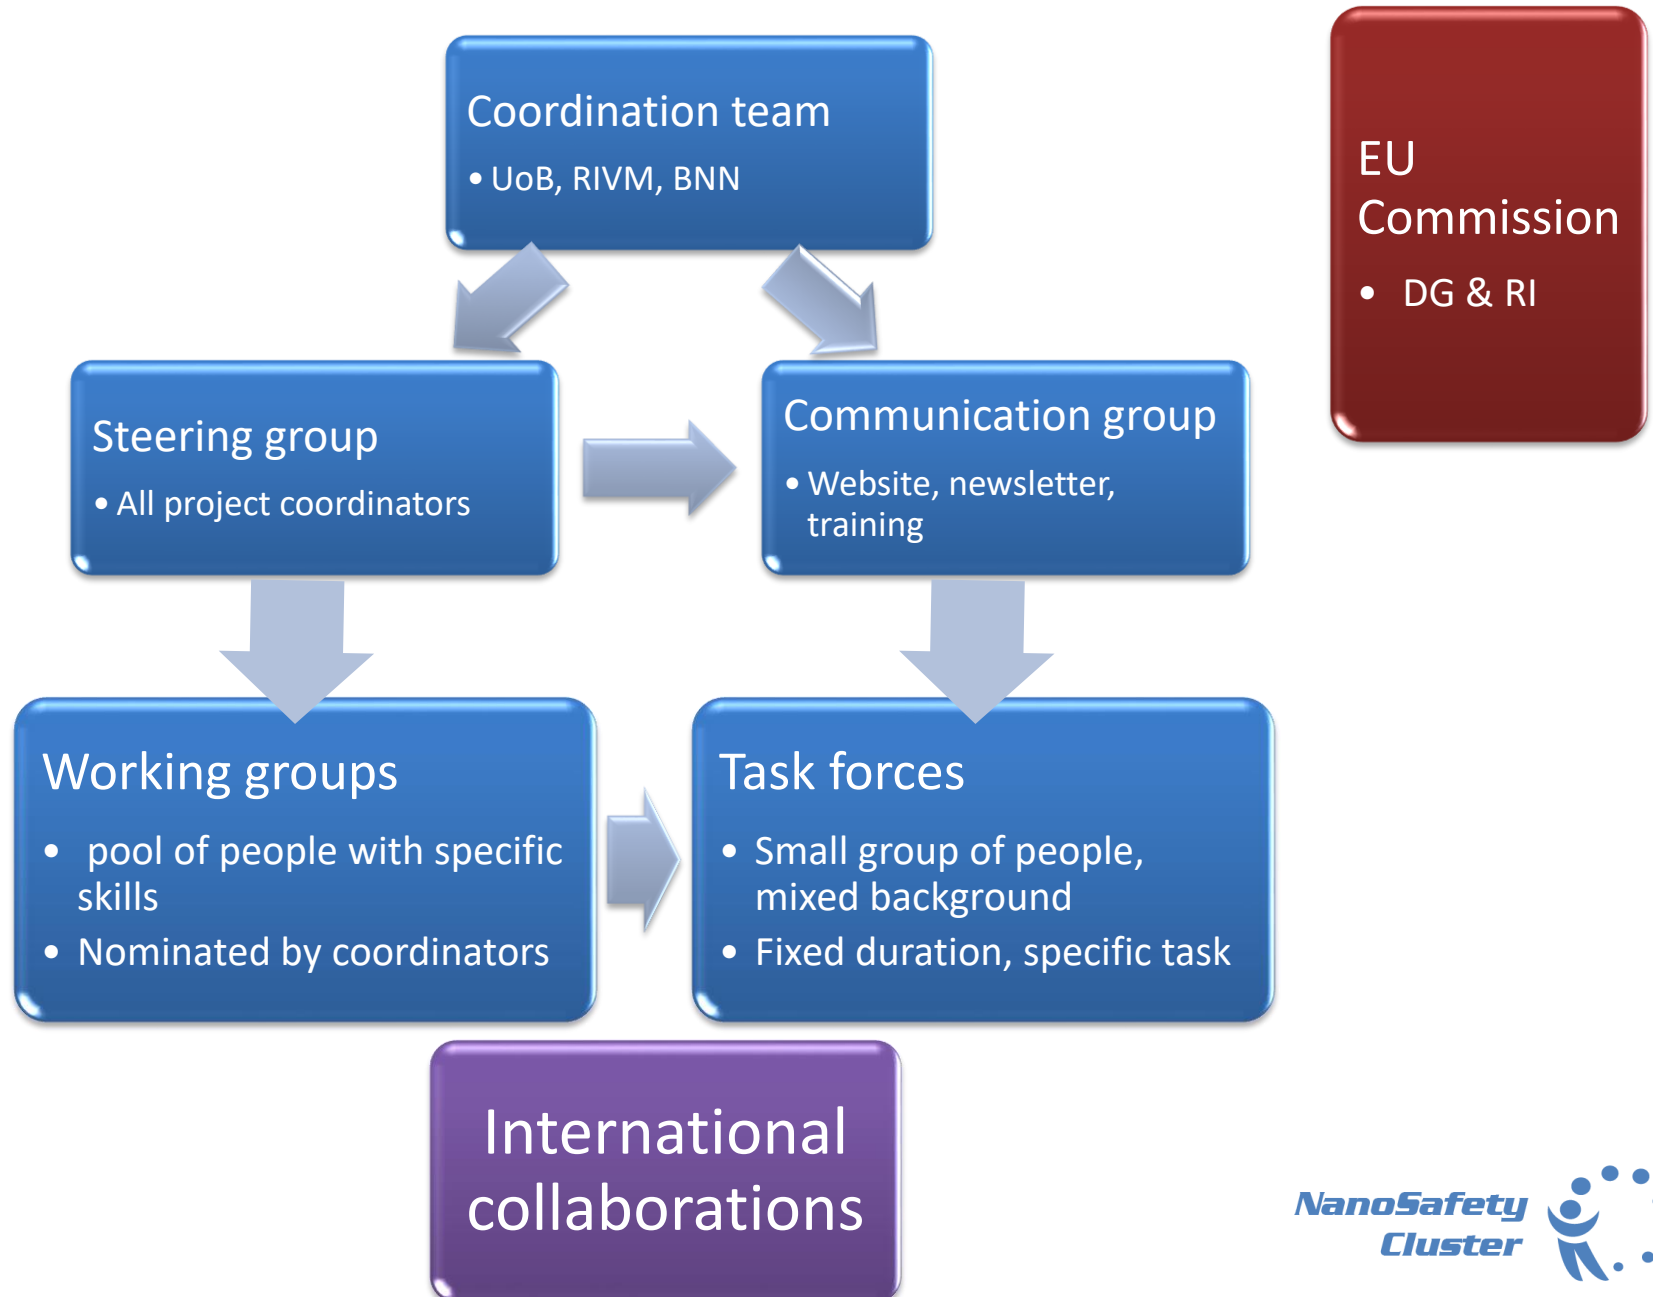 Coordination team
• UoB, RIVM, BNN
EU
Commission
• DG & RI
Steering group
• All project coordinators
Communication group
• Website, newsletter,
training
Working groups
• pool of people with specific
skills
• Nominated by coordinators
Task forces
• Small group of people,
mixed background
• Fixed duration, specific task
International
collaborations
NanoSafety
Cluster